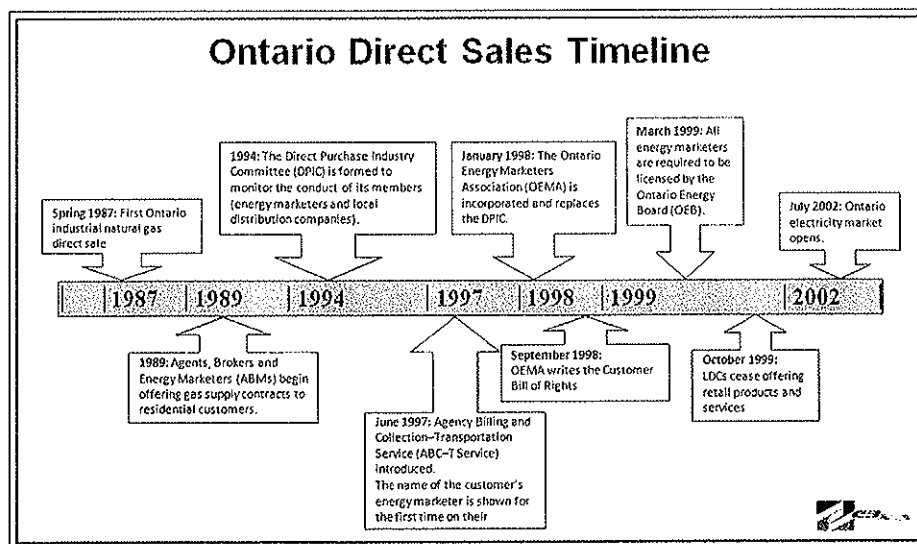 Ontario Direct Sales Timeline
Spring 1987: First Ontario
industrial natural gas
direct sale
1994: The Direct Purchase Industry
Committee (DPIC) is formed to
monitor the conduct of its members
(energy marketers and local
distribution companies).
January 1998: The Ontario
Energy Marketers
Association (OEMA) is
incorporated and replaces
the DPIC.
March 1999: All
energy marketers
are required to be
licensed by the
Ontario Energy
Board (OEB).
July 2002: Ontario
electricity market
opens.
1987 1989 1994 1997 1998 1999 2002
1989: Agents, Brokers and
Energy Marketers (ABMs) begin
offering gas supply contracts to
residential customers.
June 1997: Agency Billing and
Collection–Transportation
Service (ABC–T Service)
introduced.
The name of the customer's
energy marketer is shown for
the first time on their
September 1998:
OEMA writes the Customer
Bill of Rights
October 1999:
LDCs cease offering
retail products and
services